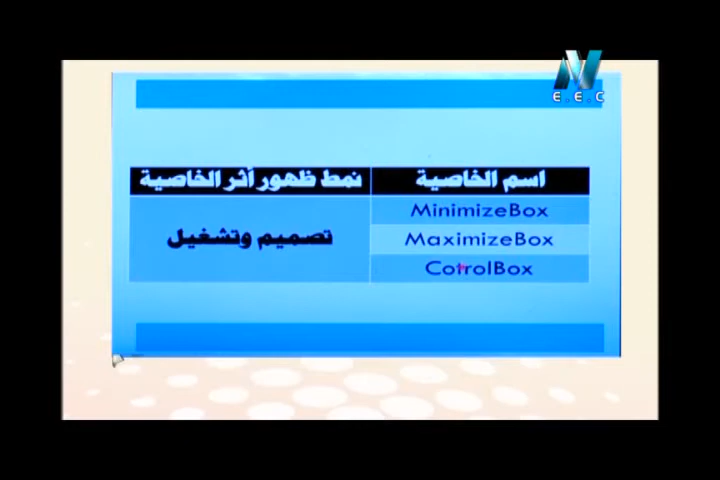 E.E.C
اسم الخاصية نمط ظهور أثر الخاصية
MinimizeBox
MaximizeBox
تصميم وتشغيل
CotrolBox